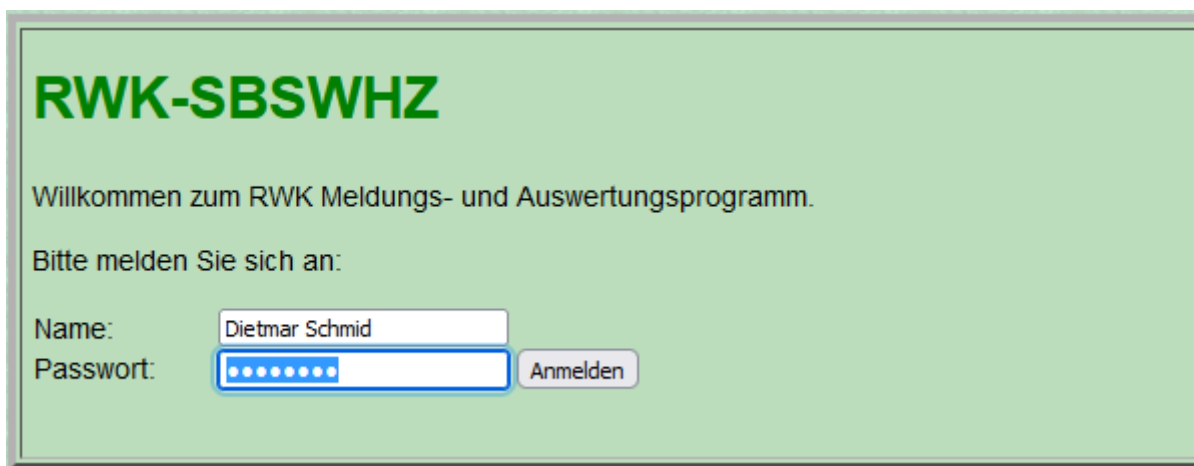 RWK-SBSWHZ
Willkommen zum RWK Meldungs- und Auswertungsprogramm.
Bitte melden Sie sich an:
Name: Dietmar Schmid
Passwort: •••••••• Anmelden